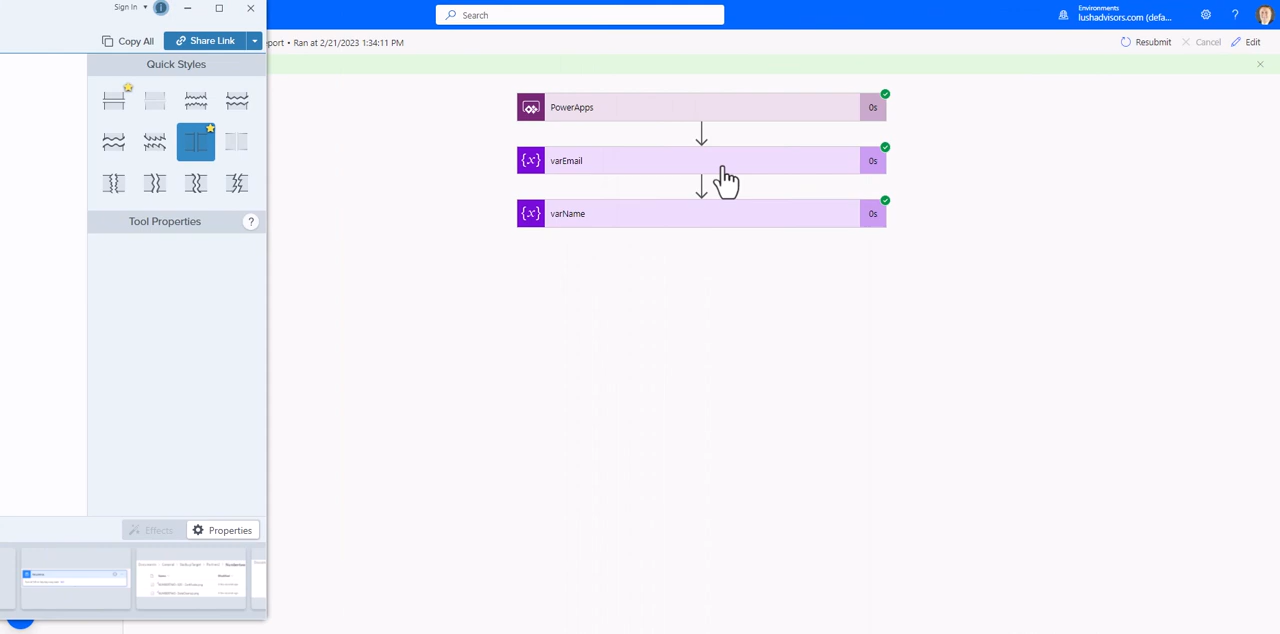 Sign In
Search
Environments
lushadvisors.com (defa...
Copy All
Share Link
port • Ran at 2/21/2023 1:34:11 PM
Resubmit
Cancel
Edit
Quick Styles
PowerApps
0s
{x}
varEmail
0s
{x}
varName
0s
Tool Properties
?
Effects
Properties